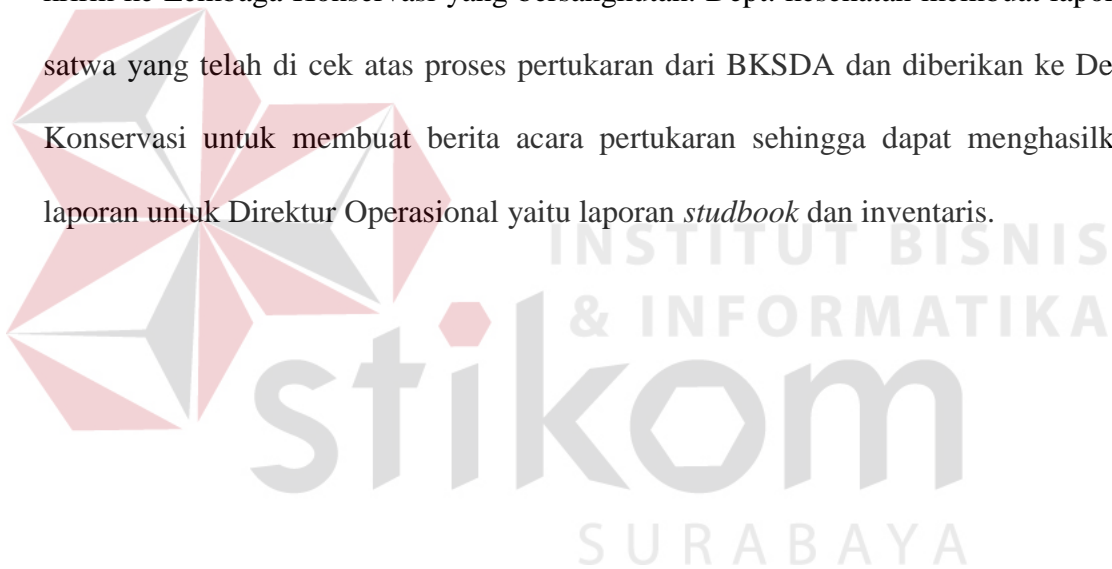 ke Lembaga Konservasi yang bersangkutan. Dept. kesehatan membuat
satwa yang telah di cek atas proses pertukaran dari BKSDA dan diberikan ke De
Konservasi untuk membuat berita acara pertukaran sehingga dapat menghasilk
laporan untuk Direktur Operasional yaitu laporan studbook dan inventaris.
INSTITUT BISNIS
& INFORMATIKA
stikom
SURABAYA